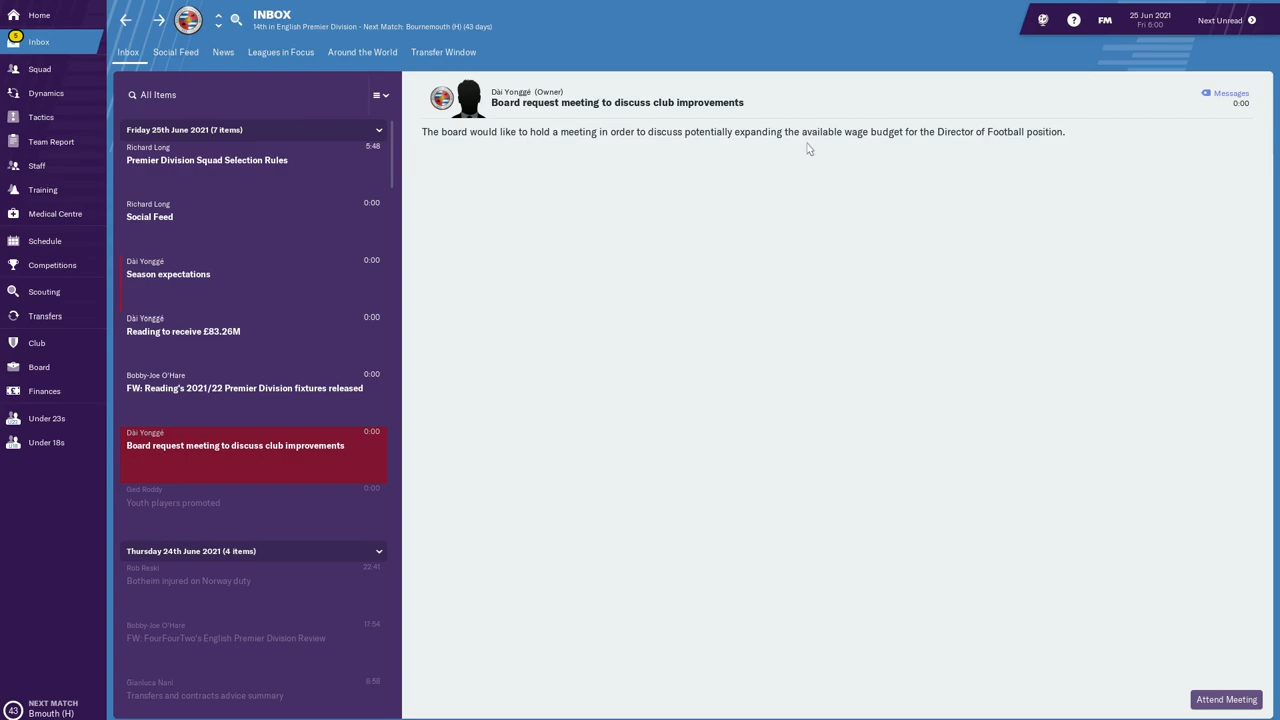 INBOX
14th in English Premier Division - Next Match: Bournemouth (H) (43 days)
FM
25 Jun 2021
Fri 6:00
Next Unread
Inbox
Social Feed
News
Leagues in Focus
Around the World
Transfer Window
Home
5
Inbox
Squad
Dynamics
Tactics
Team Report
Staff
Training
Medical Centre
Schedule
Competitions
Scouting
Transfers
Club
Board
Finances
Under 23s
Under 18s
43
NEXT MATCH
Bmouth (H)
All Items
Friday 25th June 2021 (7 items)
Richard Long 5:48
Premier Division Squad Selection Rules
Richard Long 0:00
Social Feed
Dài Yonggé 0:00
Season expectations
Dài Yonggé 0:00
Reading to receive £83.26M
Bobby-Joe O'Hare 0:00
FW: Reading's 2021/22 Premier Division fixtures released
Dài Yonggé 0:00
Board request meeting to discuss club improvements
Ged Roddy 0:00
Youth players promoted
Thursday 24th June 2021 (4 items)
Rob Reski 22:41
Botheim injured on Norway duty
Bobby-Joe O'Hare 17:54
FW: FourFourTwo's English Premier Division Review
Gianluca Nani 6:56
Transfers and contracts advice summary
Dài Yonggé (Owner)
Board request meeting to discuss club improvements
Messages
0:00
The board would like to hold a meeting in order to discuss potentially expanding the available wage budget for the Director of Football position.
Attend Meeting